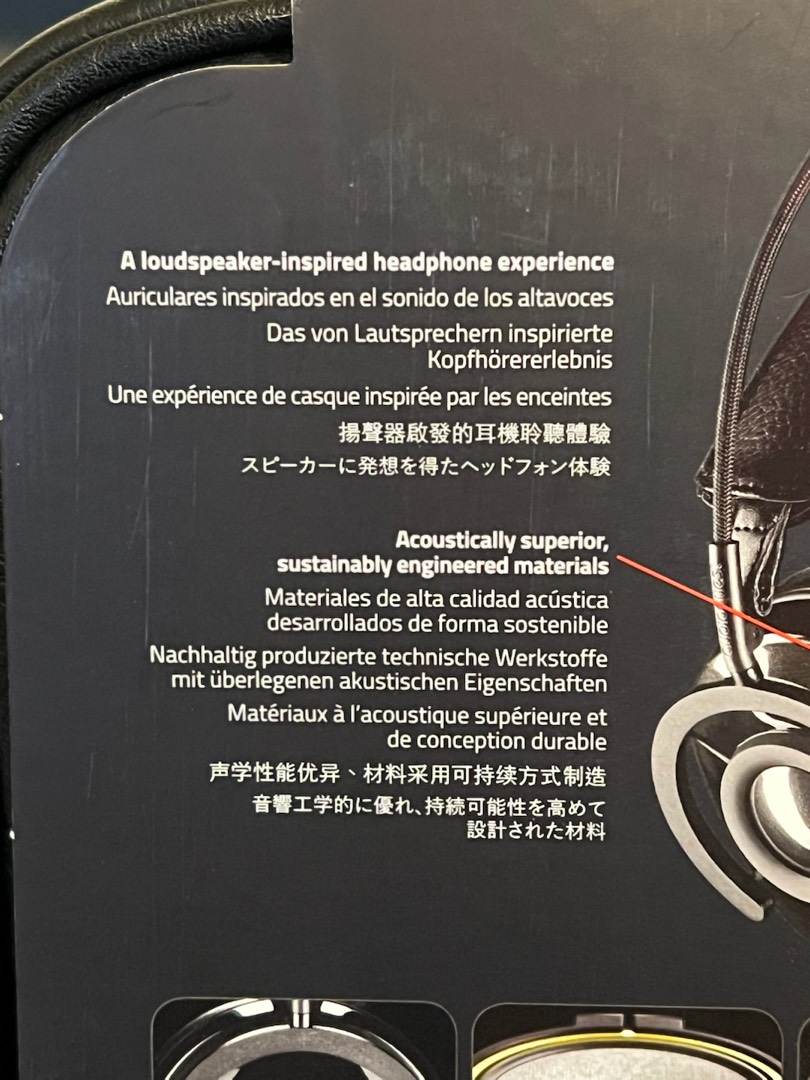 A loudspeaker-inspired headphone experience
Auriculares inspirados en el sonido de los altavoces
Das von Lautsprechern inspirierte
Kopfhörererlebnis
Une expérience de casque inspirée par les enceintes
揚聲器啟發的耳機聆聽體驗
スピーカーに発想を得たヘッドフォン体験
Acoustically superior,
sustainably engineered materials
Materiales de alta calidad acústica
desarrollados de forma sostenible
Nachhaltig produzierte technische Werkstoffe
mit überlegenen akustischen Eigenschaften
Matériaux à l'acoustique supérieure et
de conception durable
声学性能优异、材料采用可持续方式制造
音響工学的に優れ、持続可能性を高めて
設計された材料